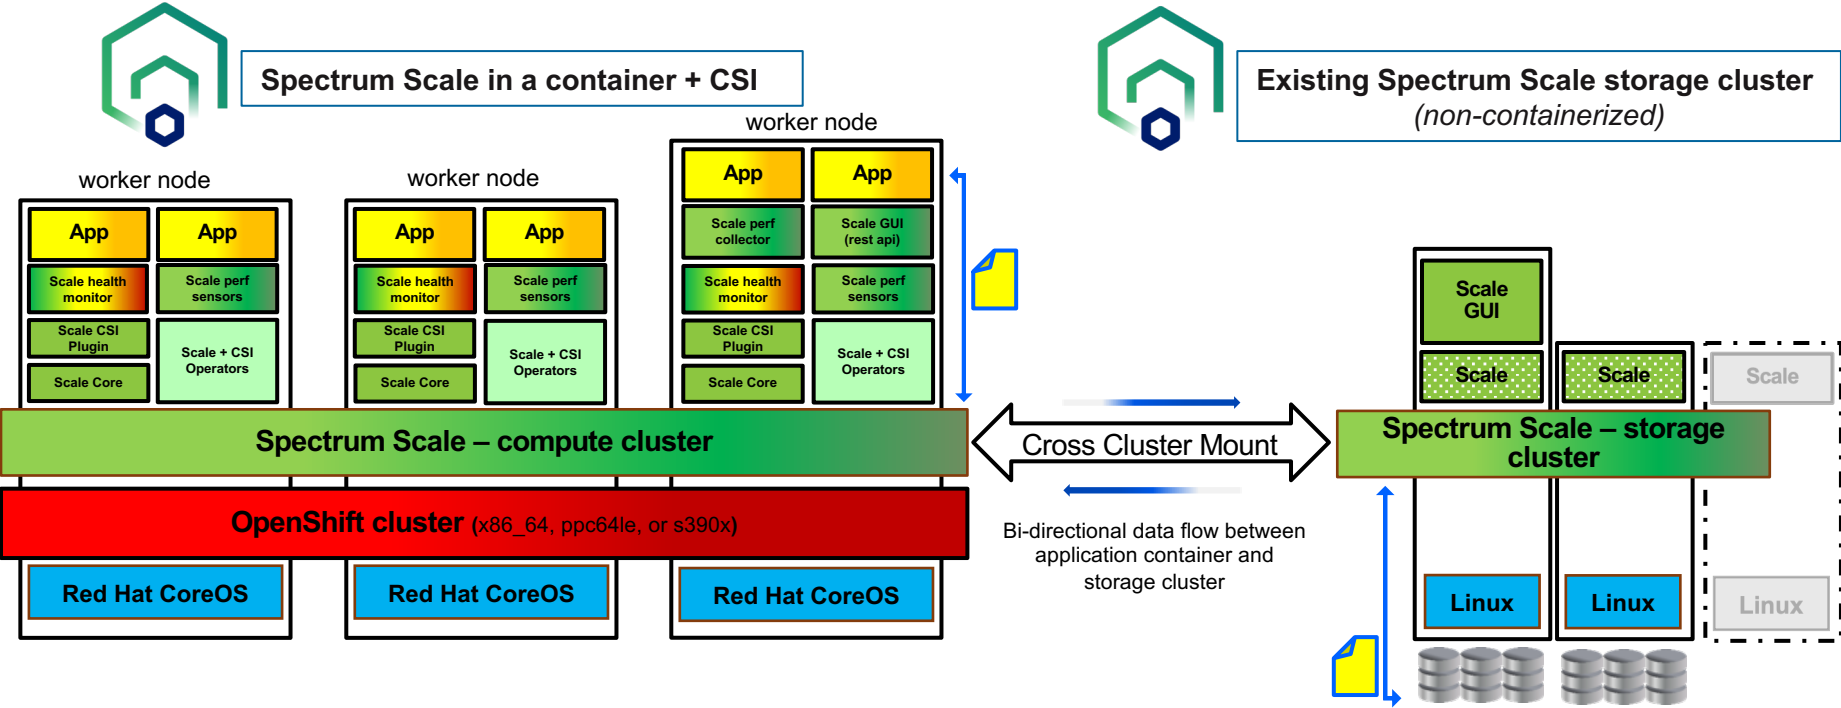 Spectrum Scale in a container + CSI
Existing Spectrum Scale storage cluster
(non-containerized)
worker node
App
App
Scale health
monitor
Scale perf
sensors
Scale CSI
Plugin
Scale + CSI
Operators
Scale Core
worker node
App
App
Scale health
monitor
Scale perf
sensors
Scale CSI
Plugin
Scale + CSI
Operators
Scale Core
worker node
App
App
Scale perf
collector
Scale GUI
(rest api)
Scale health
monitor
Scale perf
sensors
Scale CSI
Plugin
Scale + CSI
Operators
Scale Core
Spectrum Scale – compute cluster
OpenShift cluster (x86_64, ppc64le, or s390x)
Red Hat CoreOS
Red Hat CoreOS
Red Hat CoreOS
Cross Cluster Mount
Bi-directional data flow between
application container and
storage cluster
Scale
GUI
Scale
Scale
Scale
Spectrum Scale – storage
cluster
Linux
Linux
Linux